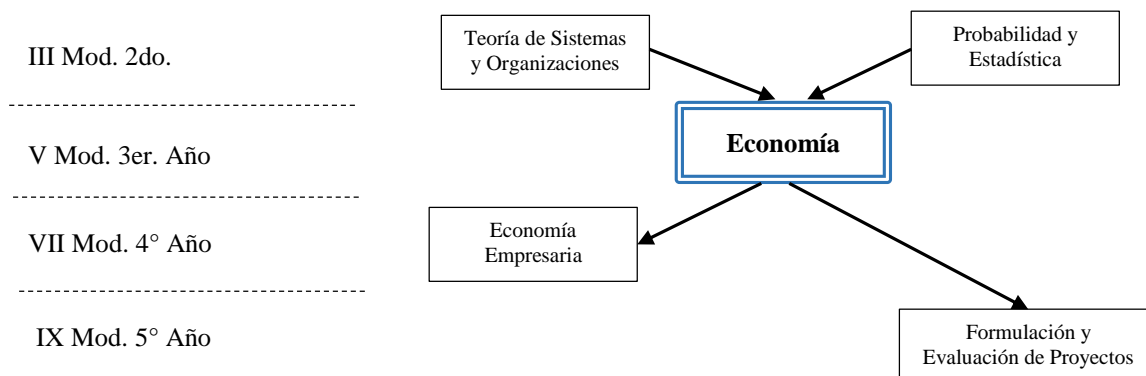 III Mod. 2do.
Teoría de Sistemas
y Organizaciones
Probabilidad y
Estadística
V Mod. 3er. Año
Economía
VII Mod. 4° Año
Economía
Empresaria
IX Mod. 5° Año
Formulación y
Evaluación de Proyectos